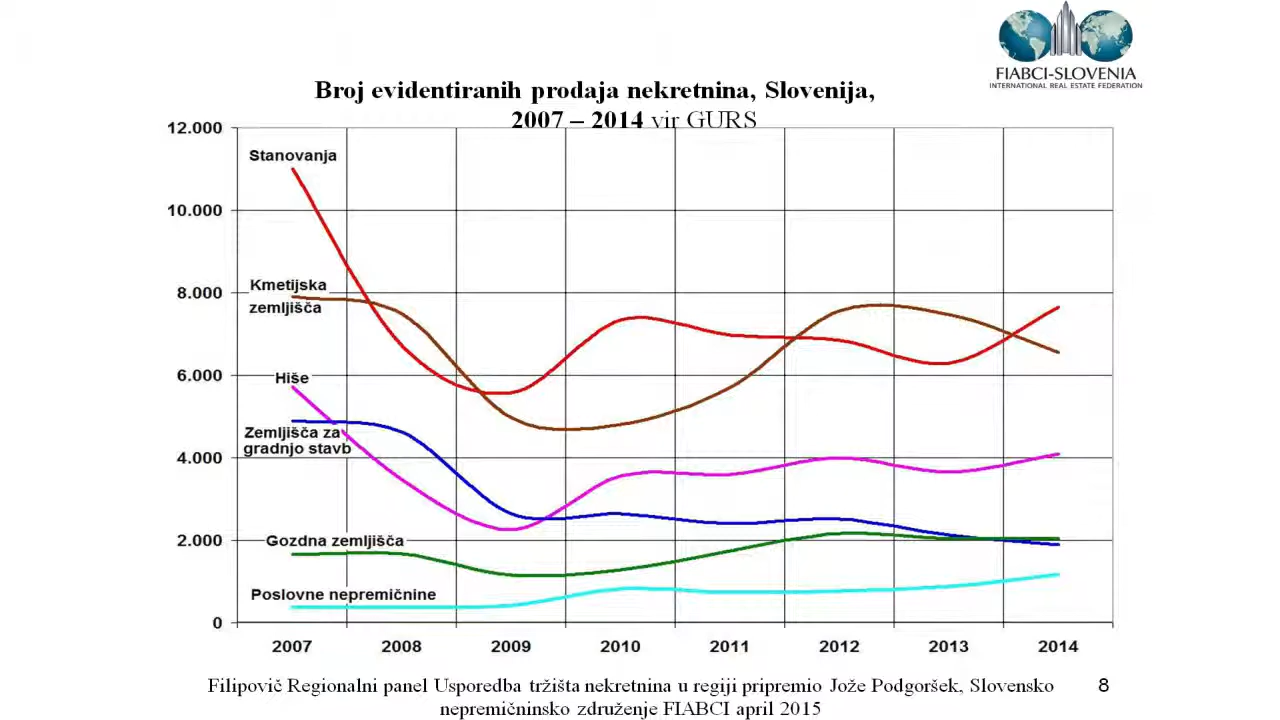 FIABCI-SLOVENIA
INTERNATIONAL REAL ESTATE FEDERATION
Broj evidentiranih prodaja nekretnina, Slovenija,
2007 – 2014 vir GURS
12.000
10.000
8.000
6.000
4.000
2.000
0
Stanovanja
Kmetijska
zemljišča
Hiše
Zemljišča za
gradnjo stavb
Gozdna zemljišča
Poslovne nepremičnine
2007 2008 2009 2010 2011 2012 2013 2014
Filipovič Regionalni panel Usporedba tržišta nekretnina u regiji pripremio Jože Podgoršek, Slovensko
nepremičninsko združenje FIABCI april 2015
8